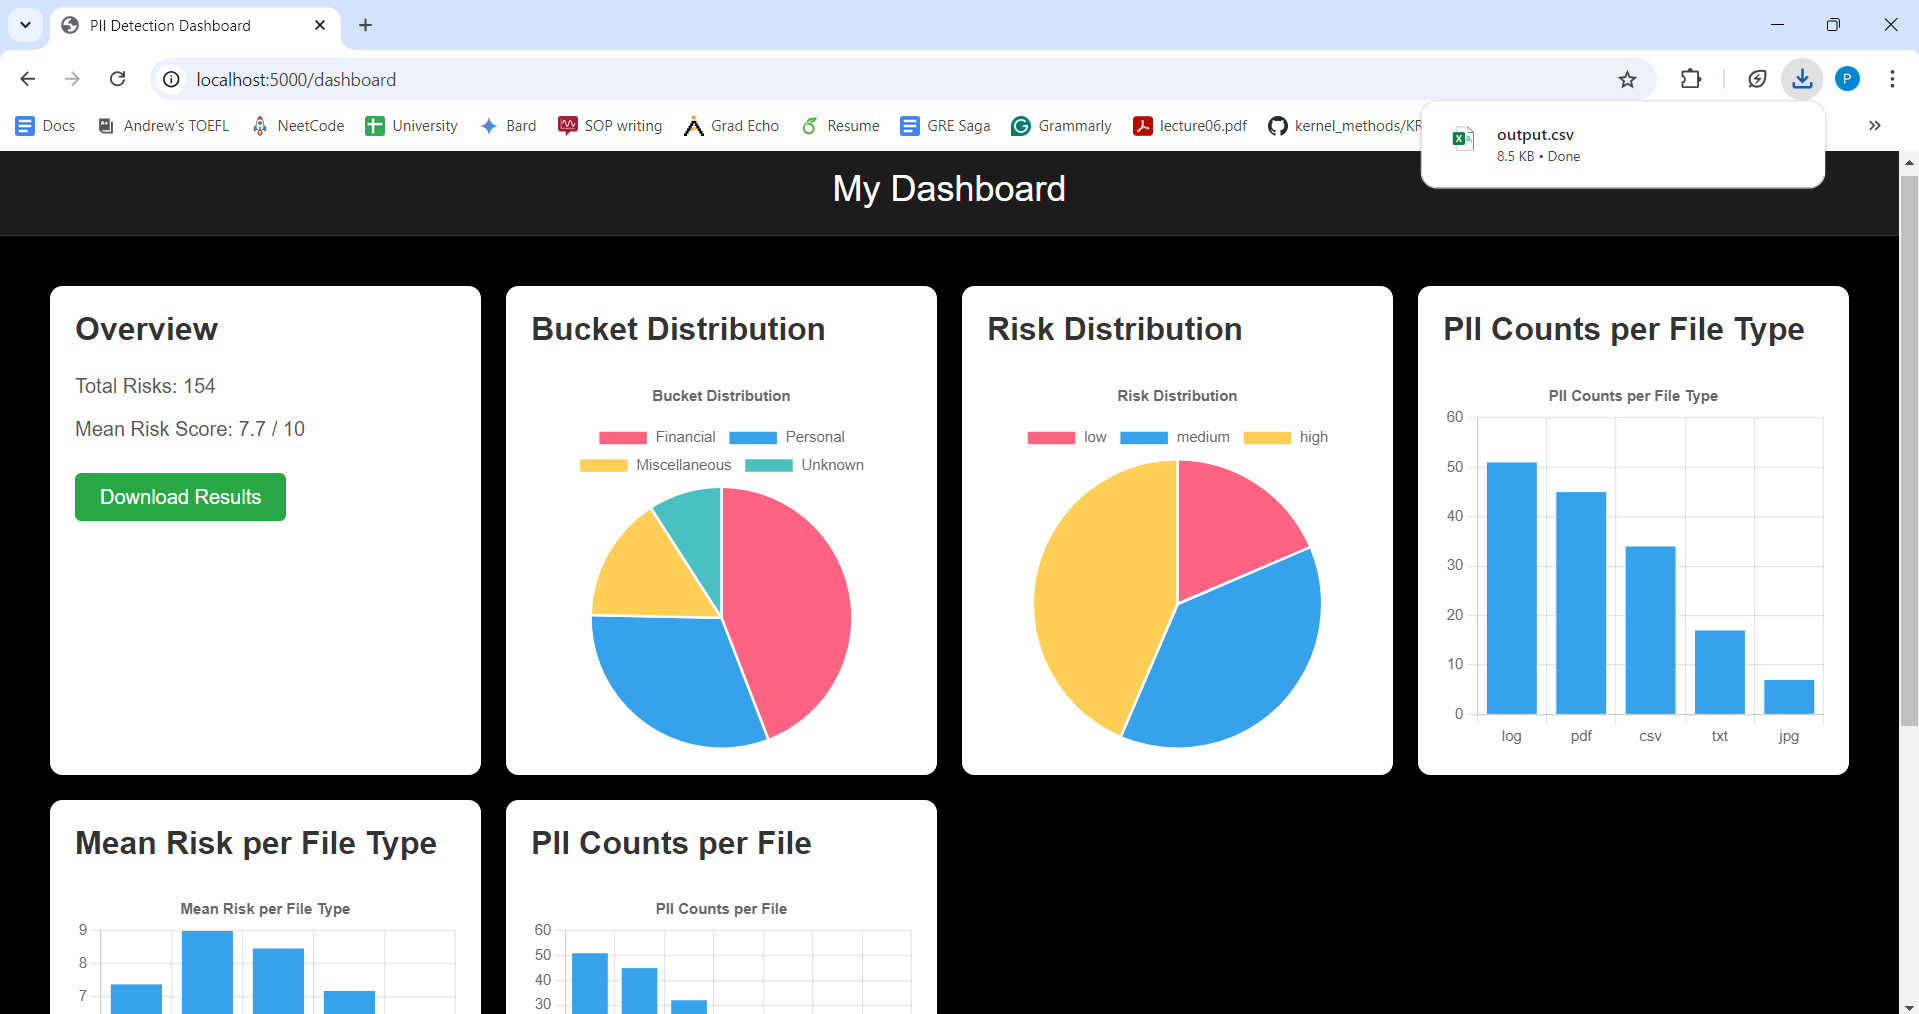 PII Detection Dashboard
localhost:5000/dashboard
P
Docs
Andrew's TOEFL
NeetCode
University
Bard
SOP writing
Grad Echo
Resume
GRE Saga
Grammarly
lecture06.pdf
kernel_methods/KR
output.csv
8.5 KB • Done
My Dashboard
Overview
Total Risks: 154
Mean Risk Score: 7.7 / 10
Download Results
Bucket Distribution
Bucket Distribution
Financial Personal
Miscellaneous Unknown
Risk Distribution
Risk Distribution
low medium high
PII Counts per File Type
PII Counts per File Type
60
50
40
30
20
10
0
log pdf csv txt jpg
Mean Risk per File Type
Mean Risk per File Type
9
8
7
PII Counts per File
PII Counts per File
60
50
40
30